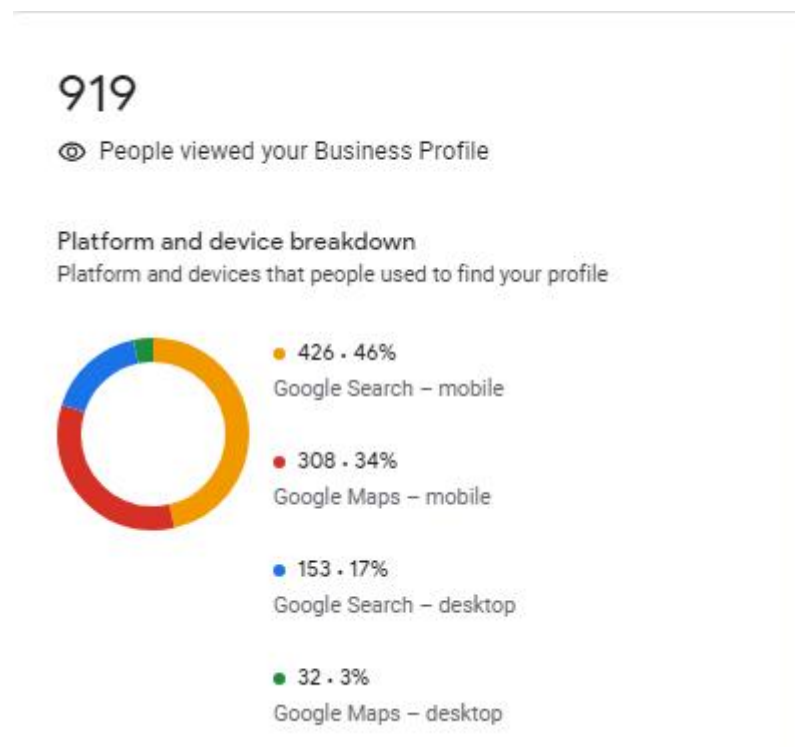 919
People viewed your Business Profile
Platform and device breakdown
Platform and devices that people used to find your profile
426 • 46%
Google Search – mobile
308 • 34%
Google Maps – mobile
153 • 17%
Google Search – desktop
32 • 3%
Google Maps – desktop